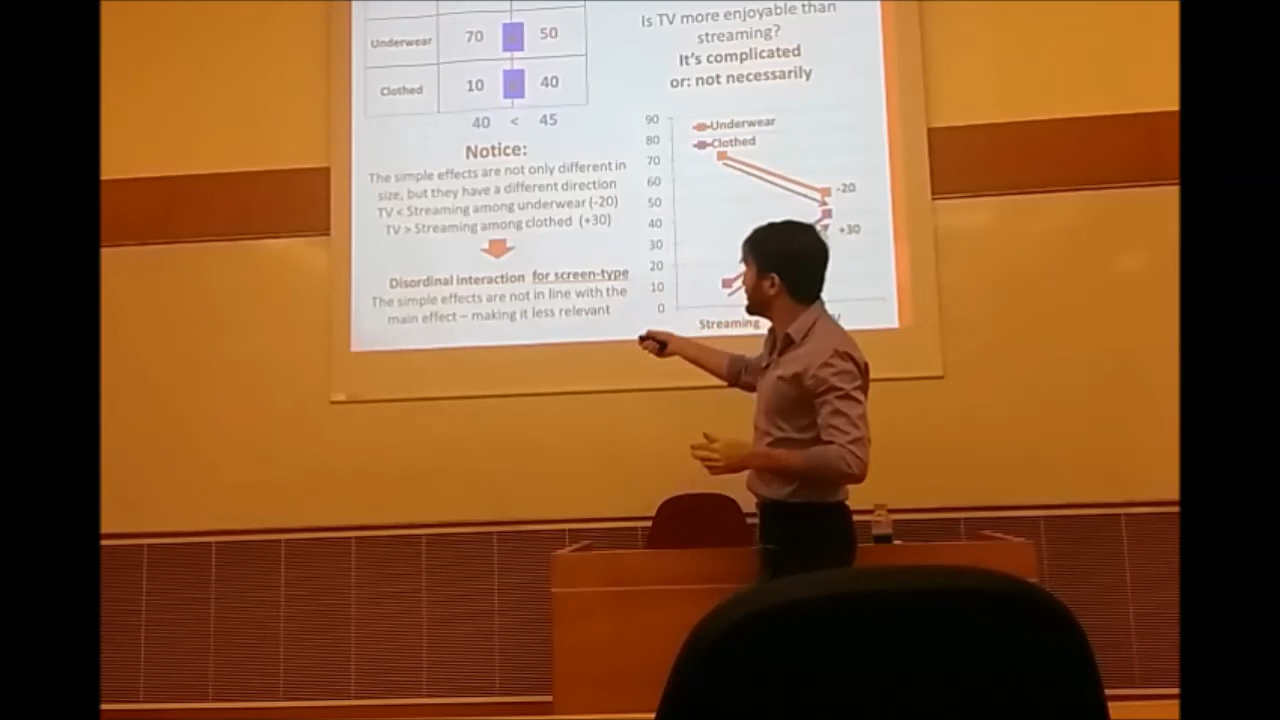 Underwear 70 50
Clothed 10 40
40 < 45
Notice:
The simple effects are not only different in
size, but they have a different direction
TV < Streaming among underwear (-20)
TV > Streaming among clothed (+30)
Disordinal interaction for screen-type
The simple effects are not in line with the
main effect – making it less relevant
Is TV more enjoyable than
streaming?
It's complicated
or: not necessarily
90
80
70
60
50
40
30
20
10
0
Underwear
Clothed
-20
+30
Streaming